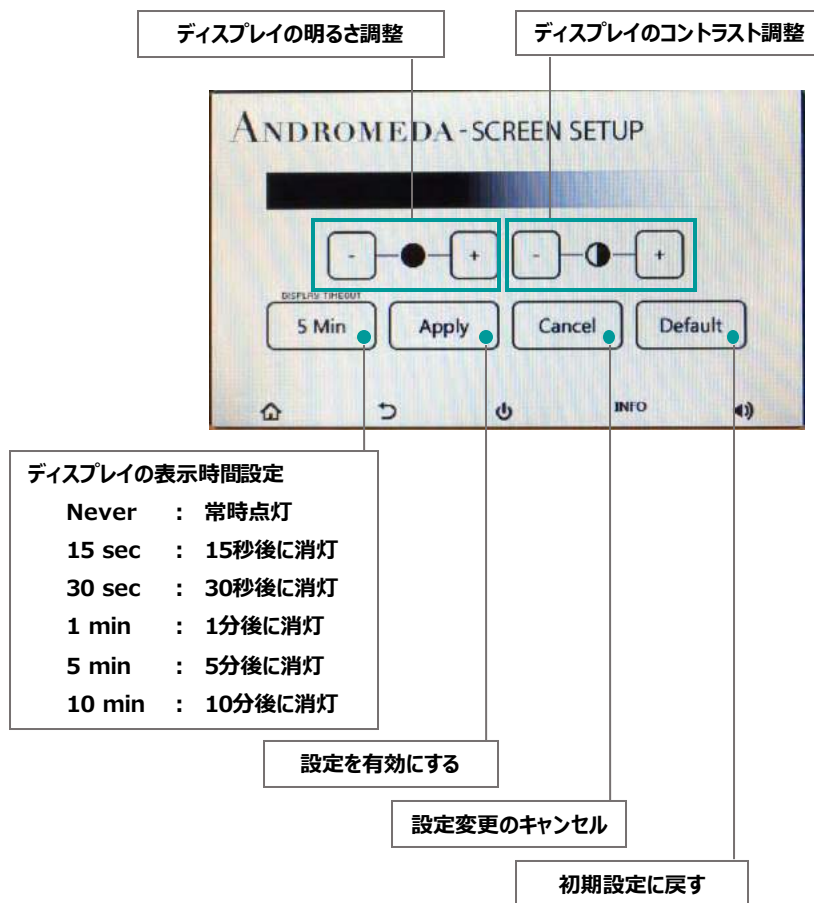 ディスプレイの明るさ調整
ディスプレイのコントラスト調整
ANDROMEDA - SCREEN SETUP
- +
- +
DISPLAY TIMEOUT
5 Min
Apply
Cancel
Default
INFO
ディスプレイの表示時間設定
Never : 常時点灯
15 sec : 15秒後に消灯
30 sec : 30秒後に消灯
1 min : 1分後に消灯
5 min : 5分後に消灯
10 min : 10分後に消灯
設定を有効にする
設定変更のキャンセル
初期設定に戻す